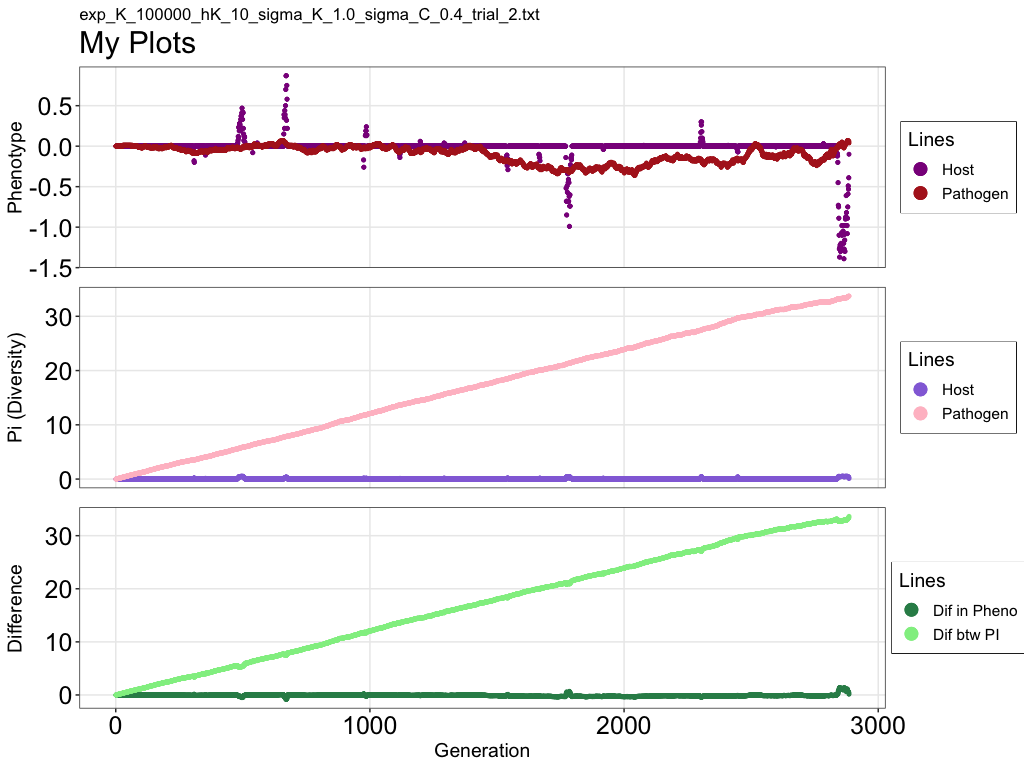 exp_K_100000_hK_10_sigma_K_1.0_sigma_C_0.4_trial_2.txt
My Plots
Phenotype
0.5
0.0
-0.5
-1.0
-1.5
Lines
Host
Pathogen
Pi (Diversity)
30
20
10
0
Lines
Host
Pathogen
Difference
30
20
10
0
Lines
Dif in Pheno
Dif btw PI
0
1000
2000
3000
Generation